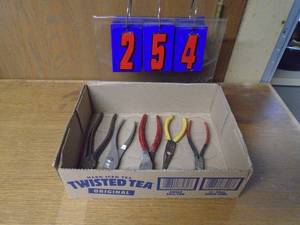 254
HARD ICED TEA
TWISTED TEA
ORIGINAL